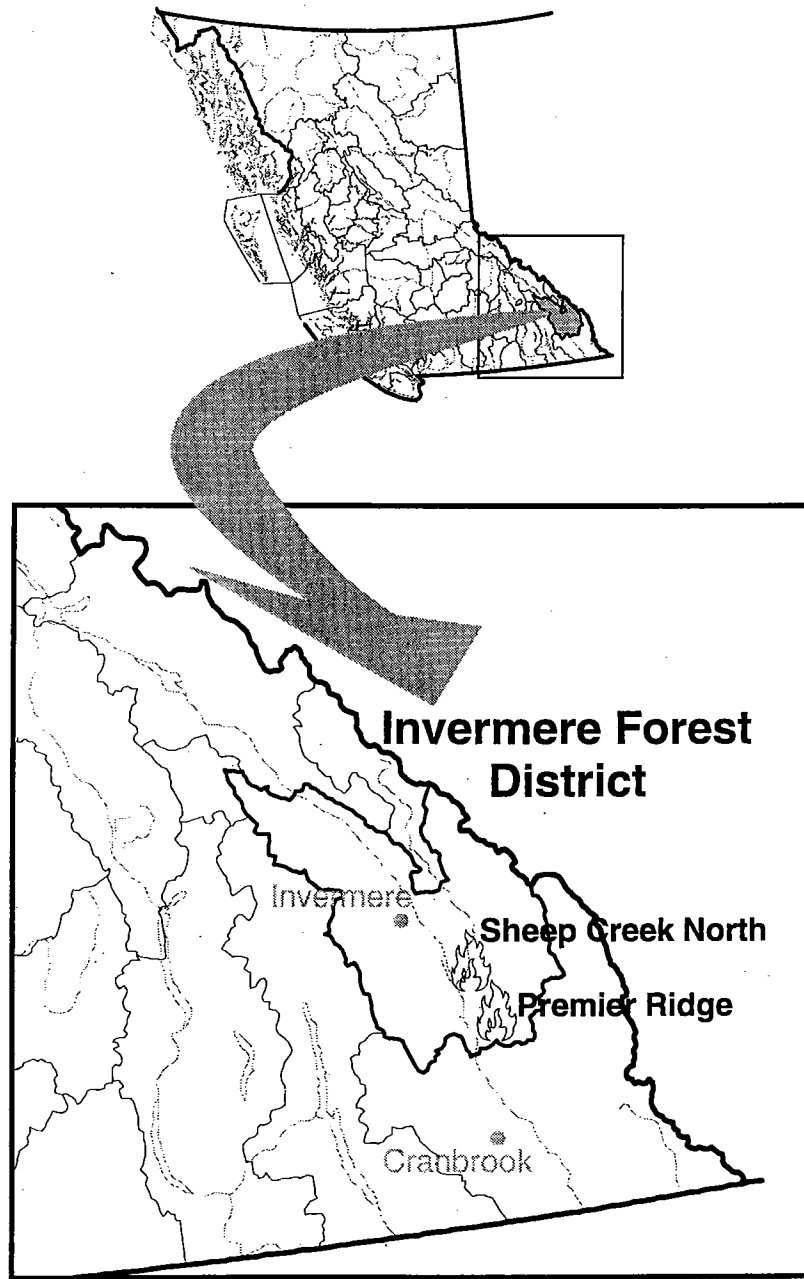 Invermere Forest
District
Invermere
Sheep Creek North
Premier Ridge
Cranbrook